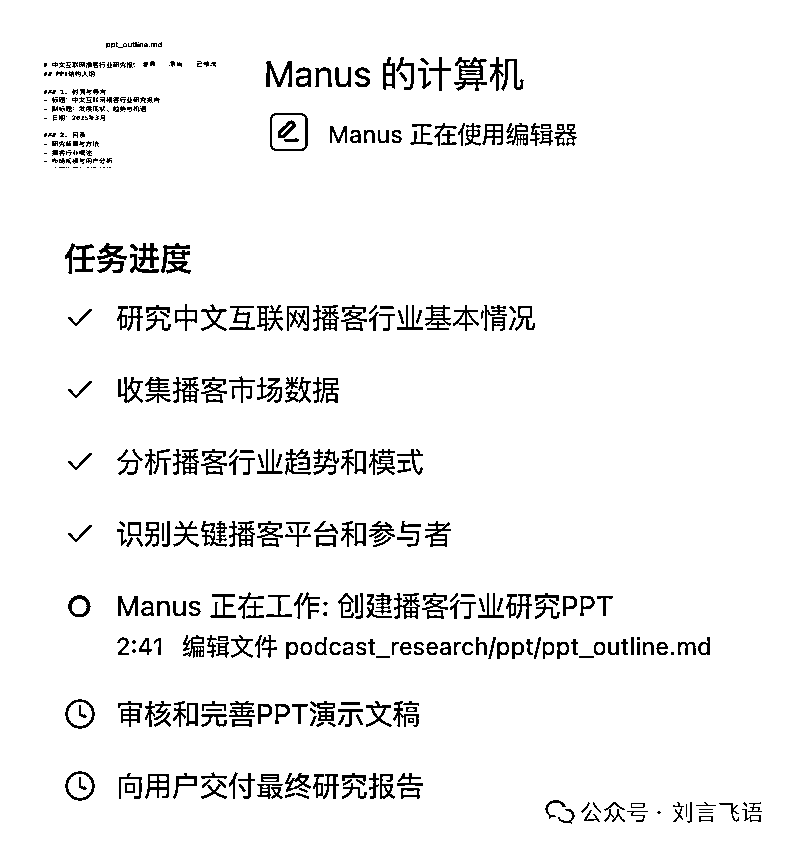 ppt_outline.md
# 中文互联网播客行业研究报
## PPT结构大纲
### 1. 封面与导言
- 标题: 中文互联网播客行业研究报告
- 副标题: 发展现状、趋势与机遇
- 日期: 2025年3月
### 2. 目录
- 研究背景与方法
- 播客行业概述
- 市场规模与用户分析
Manus 的计算机
Manus 正在使用编辑器
任务进度
研究中文互联网播客行业基本情况
收集播客市场数据
分析播客行业趋势和模式
识别关键播客平台和参与者
Manus 正在工作: 创建播客行业研究PPT
2:41 编辑文件 podcast_research/ppt/ppt_outline.md
审核和完善PPT演示文稿
向用户交付最终研究报告
公众号 · 刘言飞语